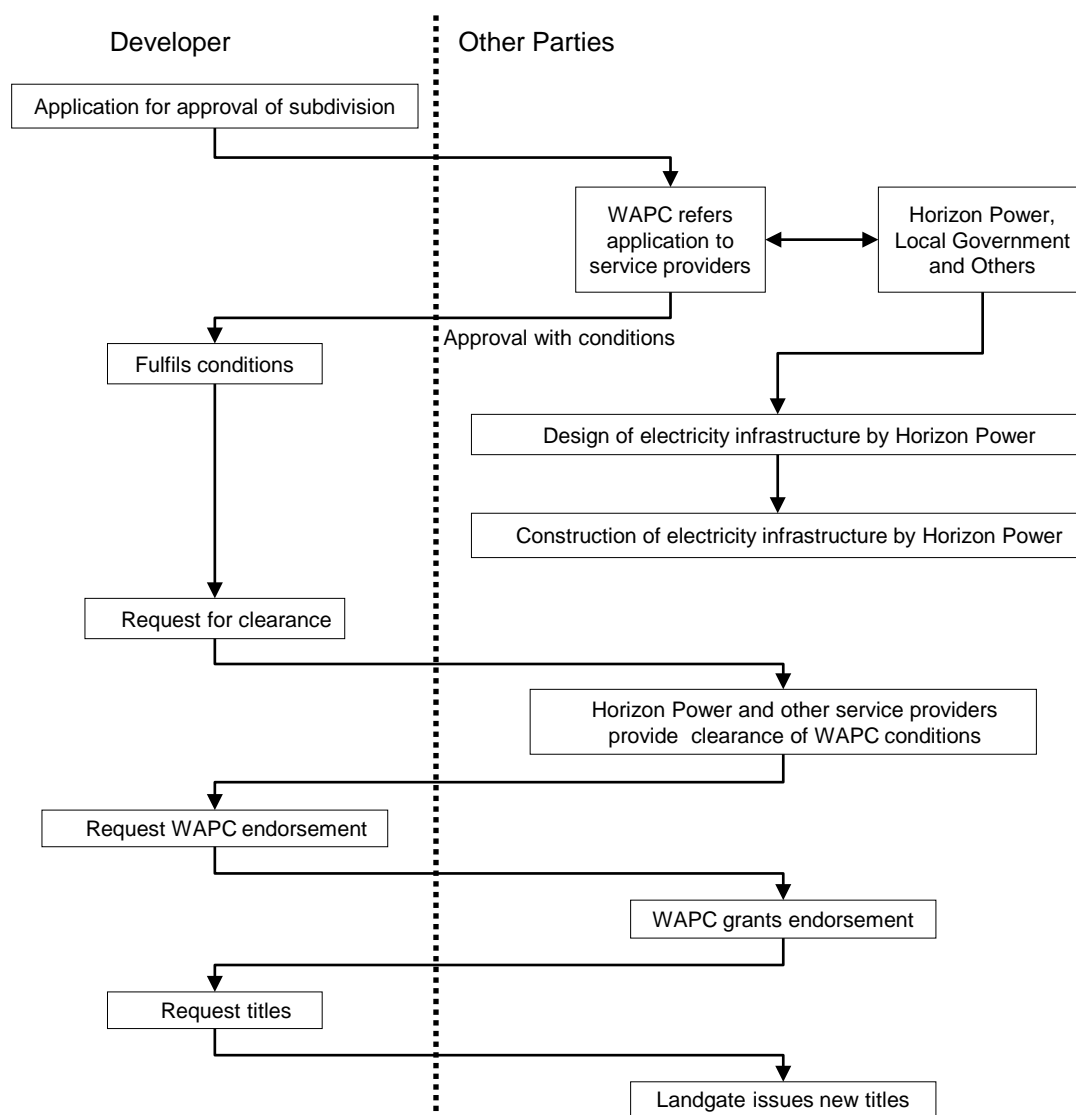 Developer
Other Parties
Application for approval of subdivision
WAPC refers
application to
service providers
Horizon Power,
Local Government
and Others
Approval with conditions
Fulfils conditions
Design of electricity infrastructure by Horizon Power
Construction of electricity infrastructure by Horizon Power
Request for clearance
Horizon Power and other service providers
provide clearance of WAPC conditions
Request WAPC endorsement
WAPC grants endorsement
Request titles
Landgate issues new titles